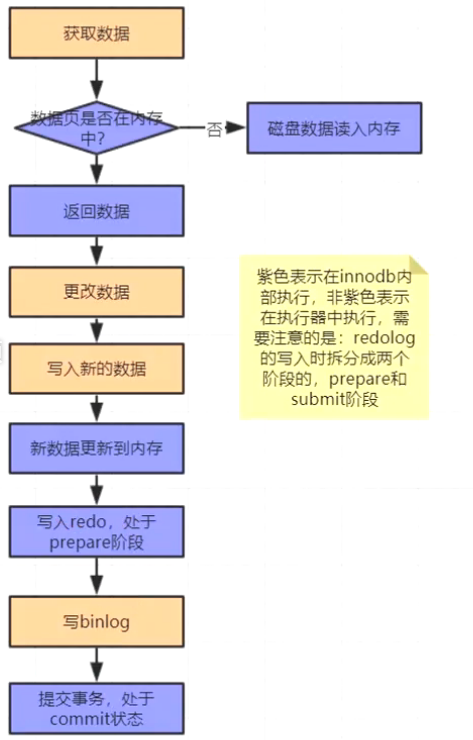 获取数据
数据页是否在内存
中?
否
磁盘数据读入内存
返回数据
更改数据
紫色表示在innodb内
部执行，非紫色表示
在执行器中执行，需
要注意的是：redolog
的写入时拆分成两个
阶段的，prepare和
submit阶段
写入新的数据
新数据更新到内存
写入redo，处于
prepare阶段
写binlog
提交事务，处于
commit状态